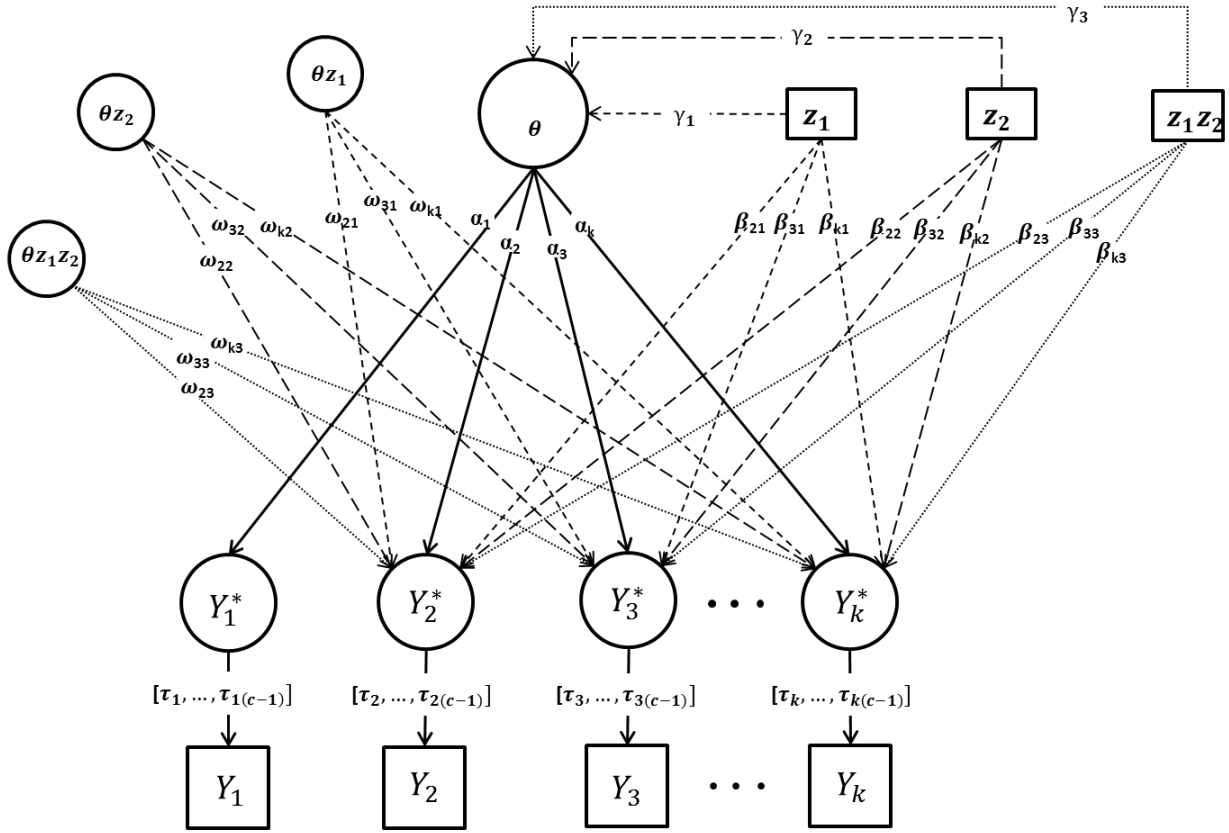 γ₃
γ₂
θz₁
θz₂
θ
γ₁
z₁
z₂
z₁z₂
ω₃₂
ωₖ₂
ω₂₁
ω₃₁
ωₖ₁
α₁
α₂
α₃
αₖ
β₂₁
β₃₁
βₖ₁
β₂₂
β₃₂
βₖ₂
β₂₃
β₃₃
βₖ₃
ω₂₂
θz₁z₂
ωₖ₃
ω₃₃
ω₂₃
Y₁*
Y₂*
Y₃*
• • •
Yₖ*
[τ₁, ..., τ₁₍c₋₁₎]
[τ₂, ..., τ₂₍c₋₁₎]
[τ₃, ..., τ₃₍c₋₁₎]
[τₖ, ..., τₖ₍c₋₁₎]
Y₁
Y₂
Y₃
• • •
Yₖ